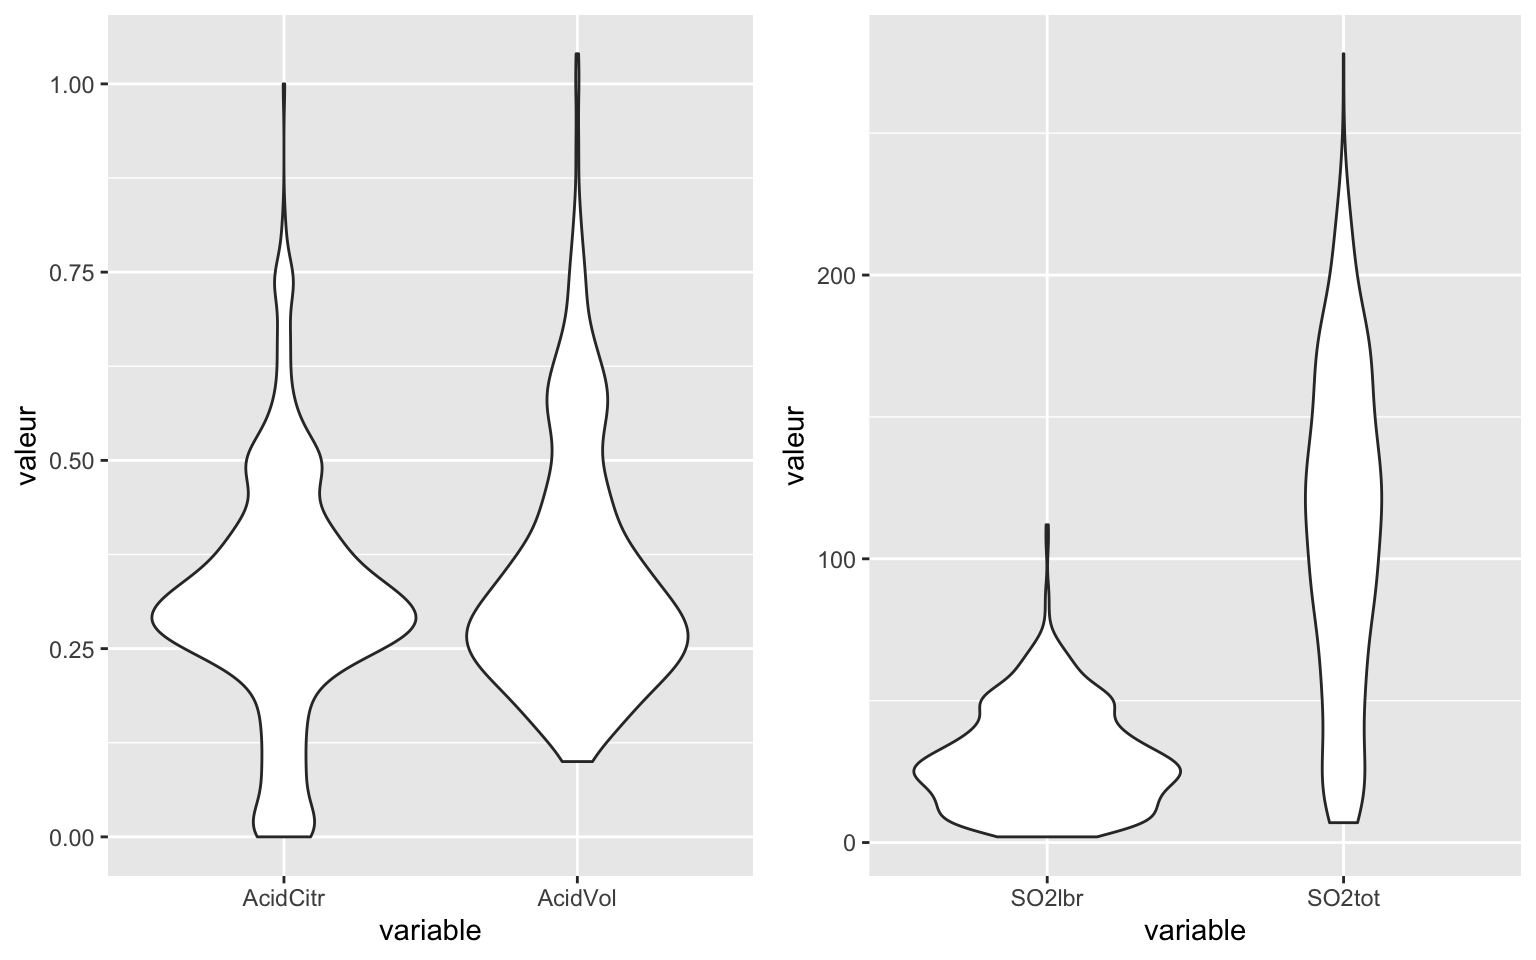 valeur
1.00
0.75
0.50
0.25
0.00
AcidCitr AcidVol
variable
valeur
200
100
0
SO2lbr SO2tot
variable